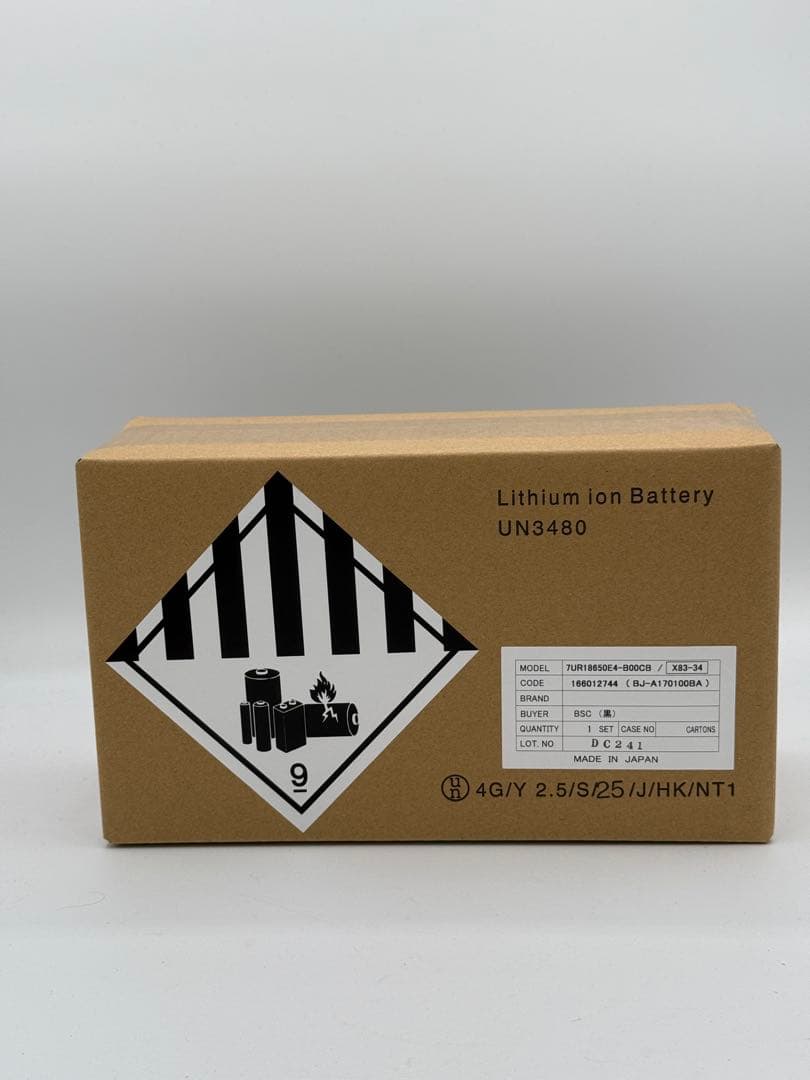 Lithium ion Battery
UN3480
MODEL 7UR18650E4-B00CB / X83-34
CODE 166012744 ( BJ-A170100BA )
BRAND
BUYER BSC (黒)
QUANTITY 1 SET CASE NO CARTONS
LOT. NO DC241
MADE IN JAPAN
9
un 4G/Y 2.5/S/25/J/HK/NT1